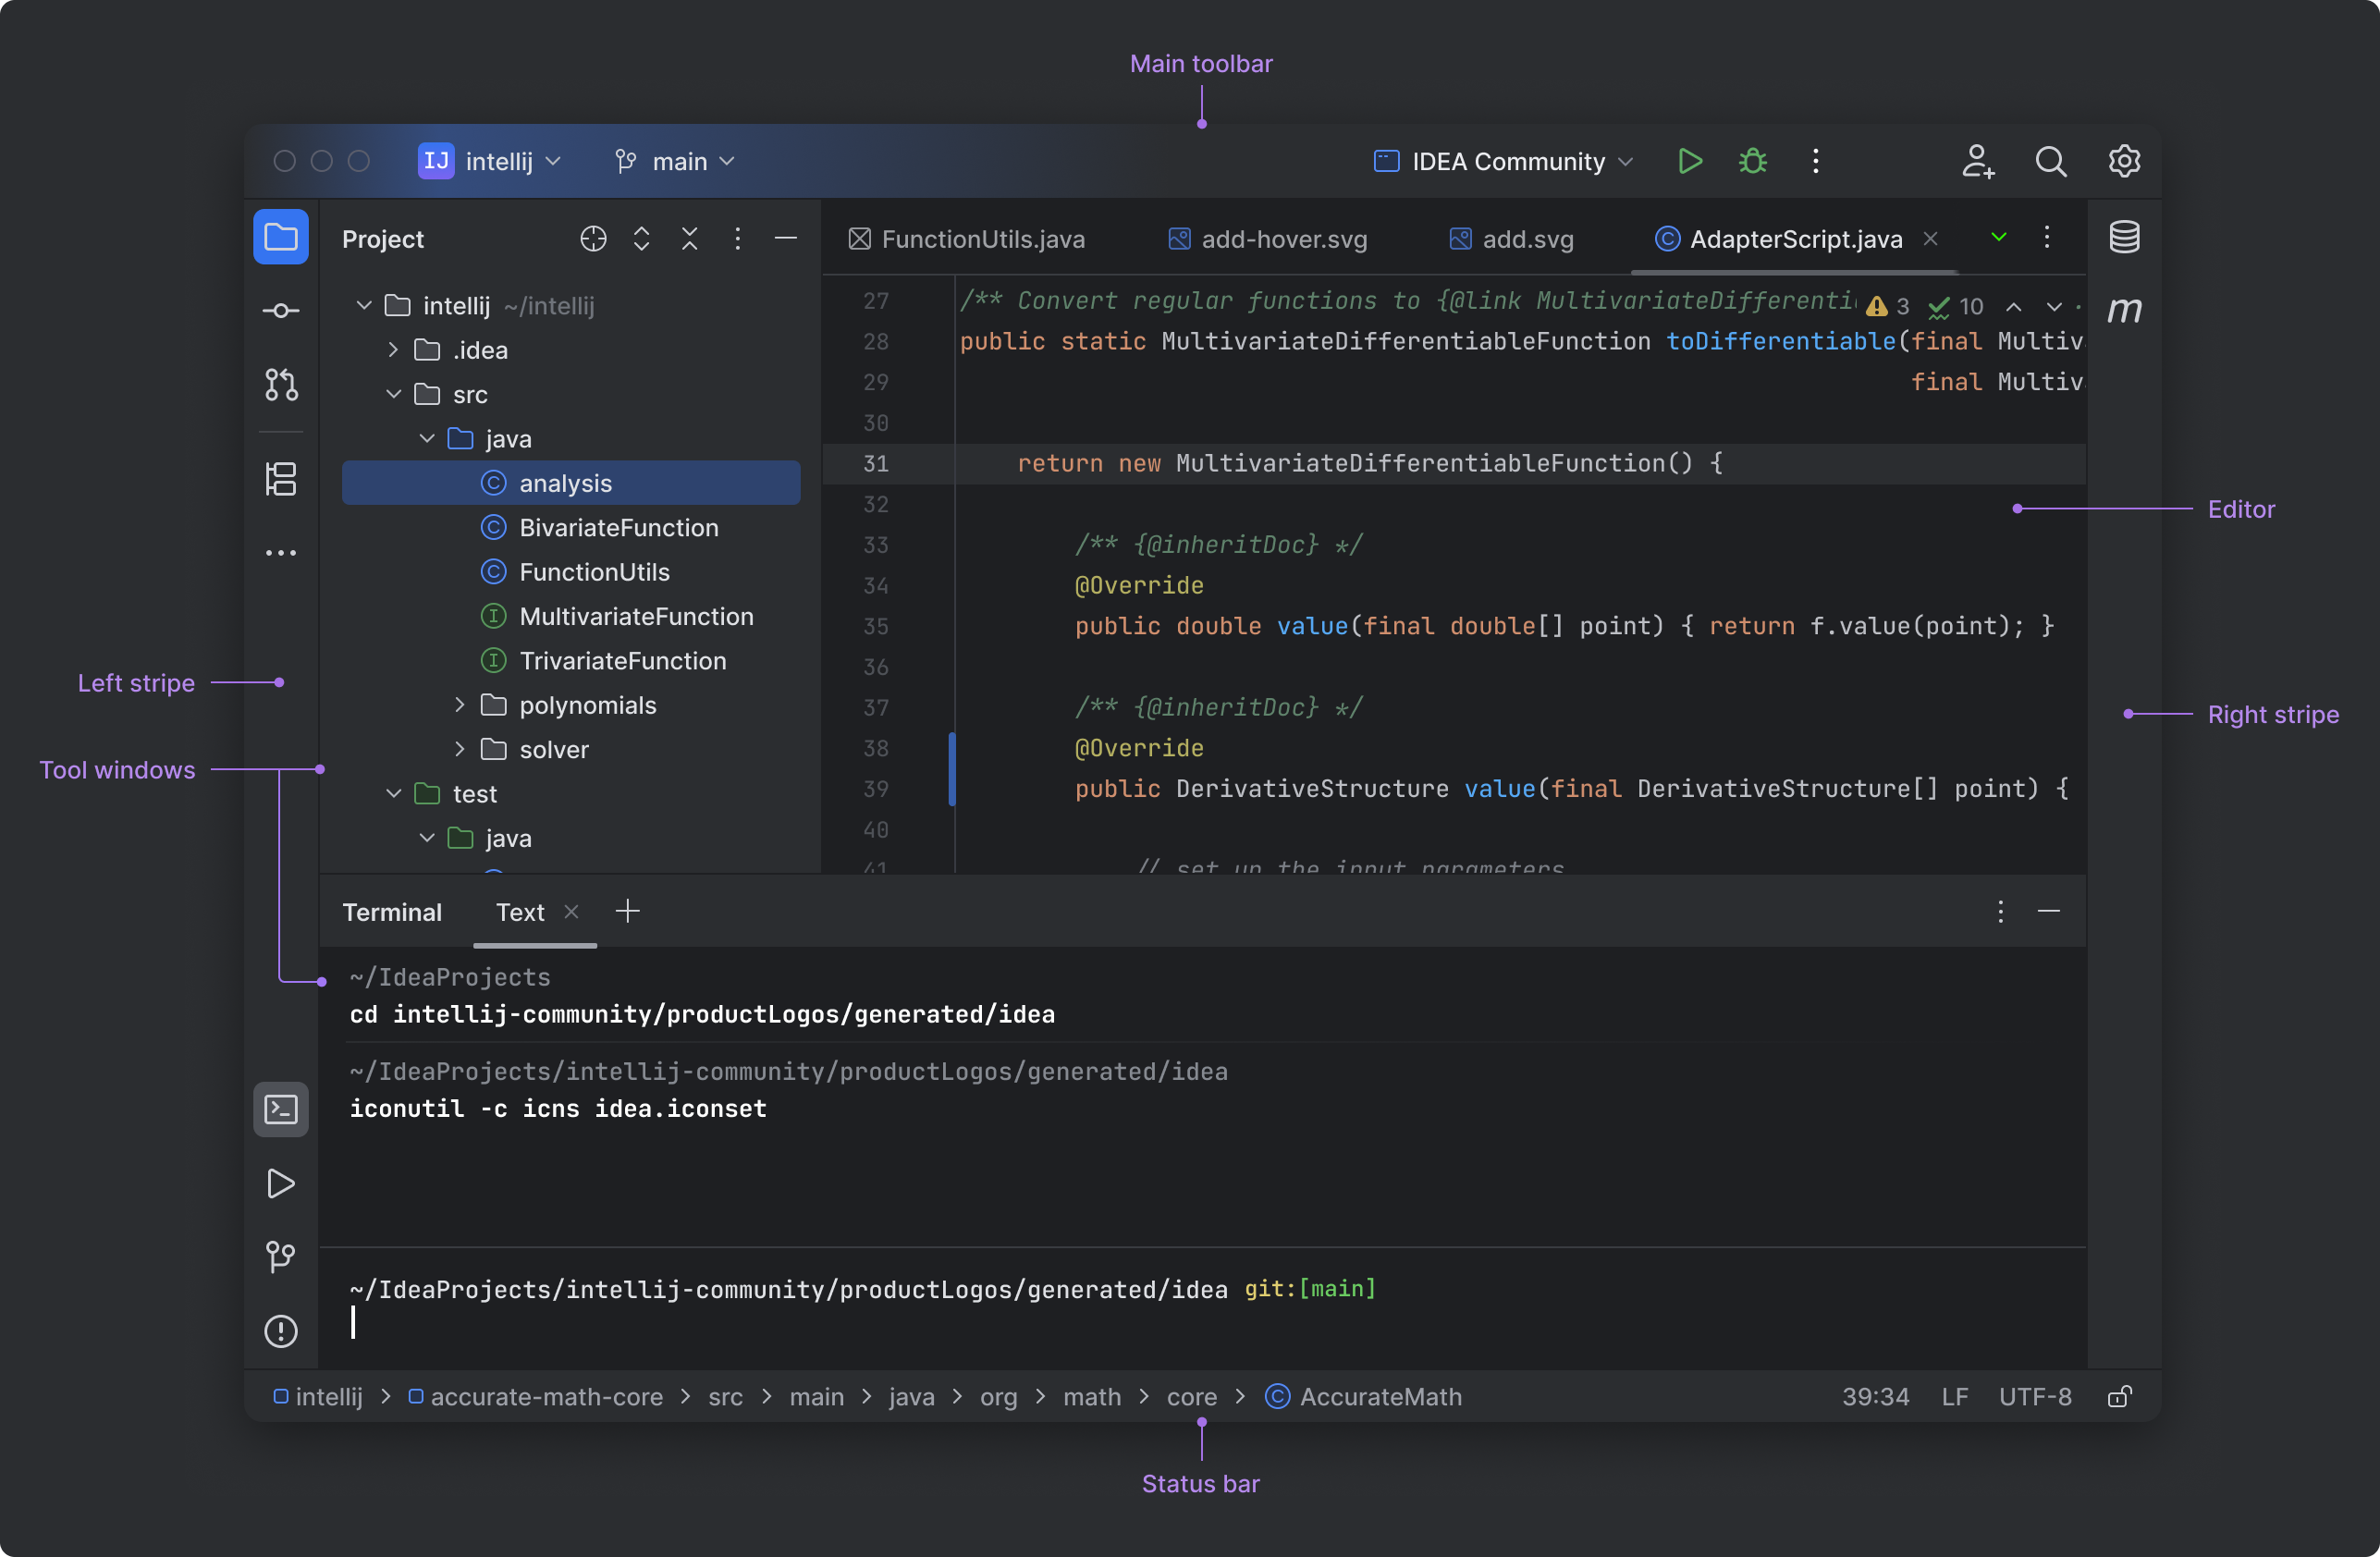 Main toolbar
IJ intellij main IDEA Community
Project
intellij ~/intellij
.idea
src
java
analysis
BivariateFunction
FunctionUtils
MultivariateFunction
TrivariateFunction
polynomials
solver
test
java
FunctionUtils.java add-hover.svg add.svg AdapterScript.java
m
3 10
27 /** Convert regular functions to {@link MultivariateDifferenti
28 public static MultivariateDifferentiableFunction toDifferentiable(final Multiv
29 final Multiv
30
31 return new MultivariateDifferentiableFunction() {
32
33 /** {@inheritDoc} */
34 @Override
35 public double value(final double[] point) { return f.value(point); }
36
37 /** {@inheritDoc} */
38 @Override
39 public DerivativeStructure value(final DerivativeStructure[] point) {
40
41 // set up the input parameters
Editor
Left stripe
Right stripe
Tool windows
Terminal Text
~/IdeaProjects
cd intellij-community/productLogos/generated/idea
~/IdeaProjects/intellij-community/productLogos/generated/idea
iconutil -c icns idea.iconset
~/IdeaProjects/intellij-community/productLogos/generated/idea git:[main]
intellij > accurate-math-core > src > main > java > org > math > core > AccurateMath 39:34 LF UTF-8
Status bar